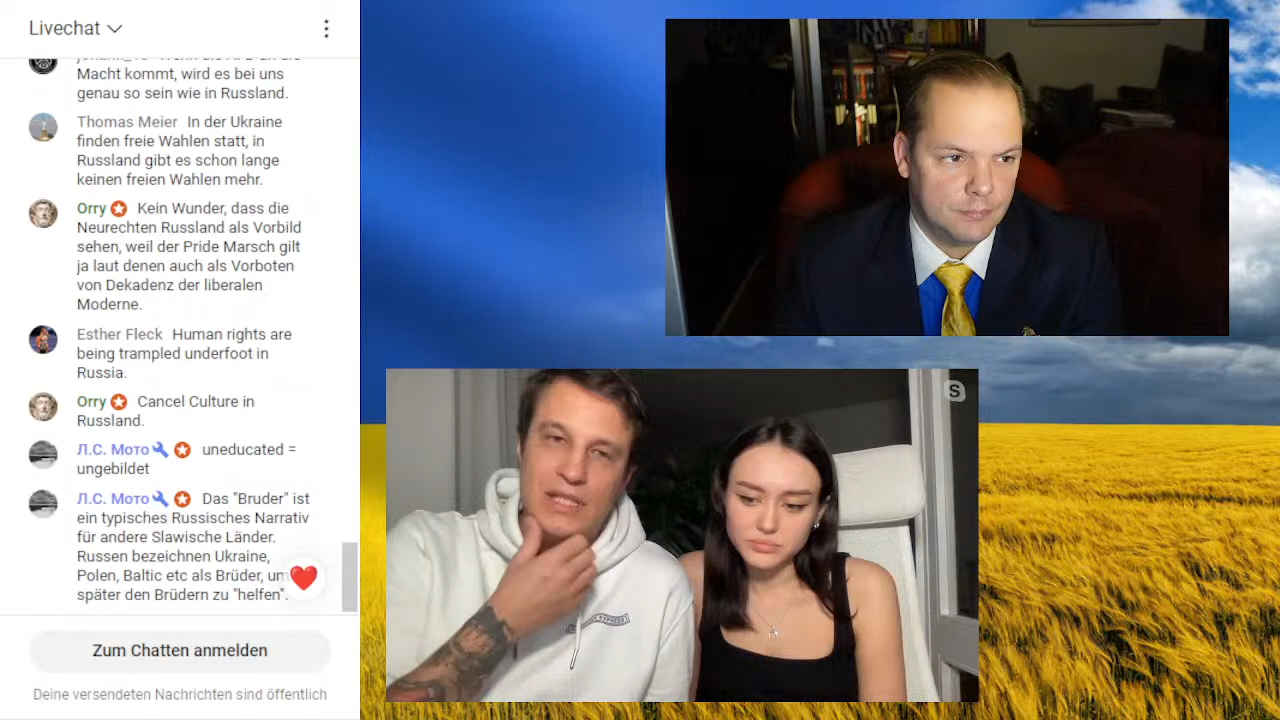 Livechat
Macht kommt, wird es bei uns
genau so sein wie in Russland.
Thomas Meier In der Ukraine
finden freie Wahlen statt, in
Russland gibt es schon lange
keinen freien Wahlen mehr.
Orry Kein Wunder, dass die
Neurechten Russland als Vorbild
sehen, weil der Pride Marsch gilt
ja laut denen auch als Vorboten
von Dekadenz der liberalen
Moderne.
Esther Fleck Human rights are
being trampled underfoot in
Russia.
Orry Cancel Culture in
Russland.
Л.С. Мото uneducated =
ungebildet
Л.С. Мото Das "Bruder" ist
ein typisches Russisches Narrativ
für andere Slawische Länder.
Russen bezeichnen Ukraine,
Polen, Baltic etc als Brüder, um
später den Brüdern zu "helfen".
Zum Chatten anmelden
Deine versendeten Nachrichten sind öffentlich
S